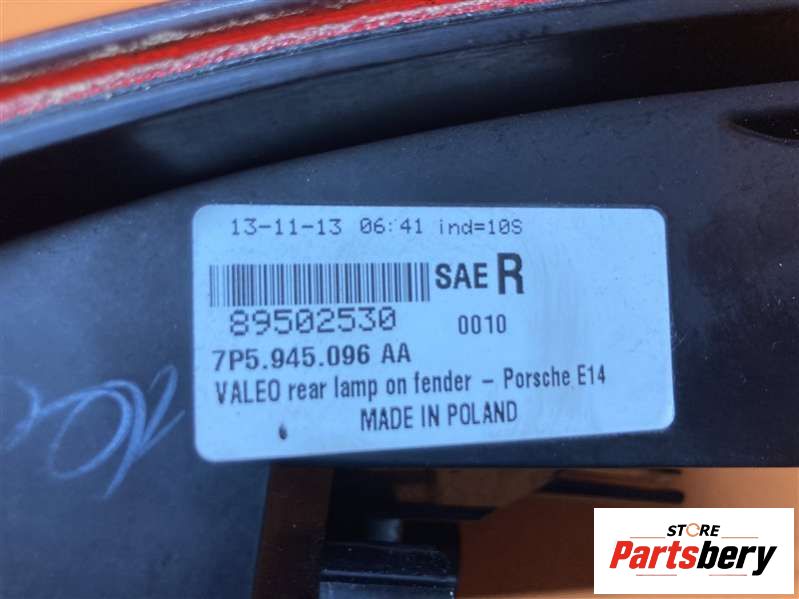 13-11-13 06:41 ind=10S
SAE R
89502530 0010
7P5.945.096 AA
VALEO rear lamp on fender - Porsche E14
MADE IN POLAND
STORE
Partsbery